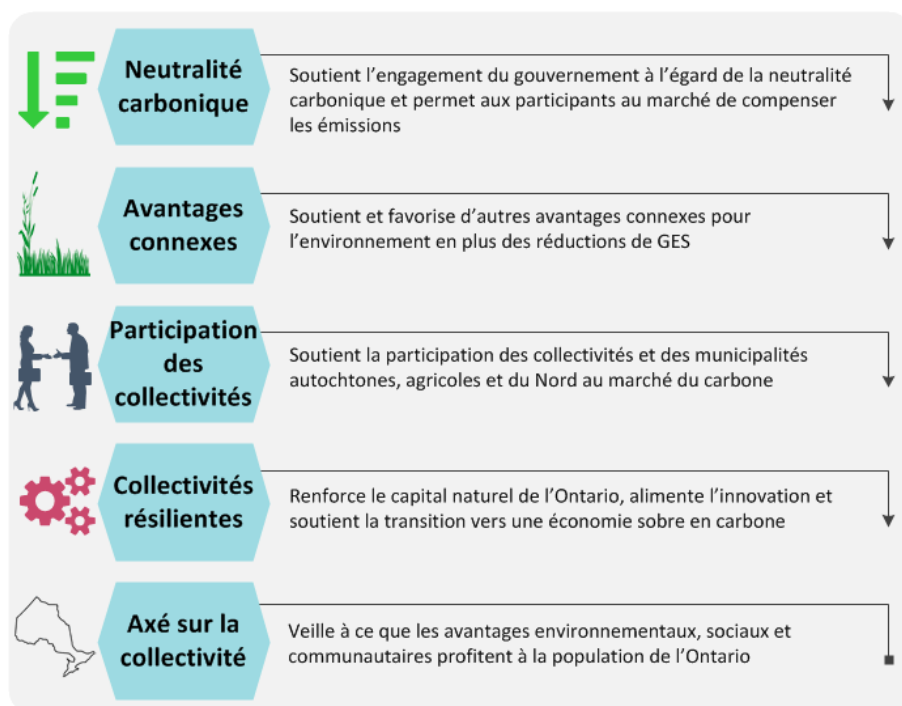 Neutralité
carbonique
Soutient l’engagement du gouvernement à l’égard de la neutralité
carbonique et permet aux participants au marché de compenser
les émissions
Avantages
connexes
Soutient et favorise d’autres avantages connexes pour
l’environnement en plus des réductions de GES
Participation
des
collectivités
Soutient la participation des collectivités et des municipalités
autochtones, agricoles et du Nord au marché du carbone
Collectivités
résilientes
Renforce le capital naturel de l’Ontario, alimente l’innovation et
soutient la transition vers une économie sobre en carbone
Axé sur la
collectivité
Veille à ce que les avantages environnementaux, sociaux et
communautaires profitent à la population de l’Ontario